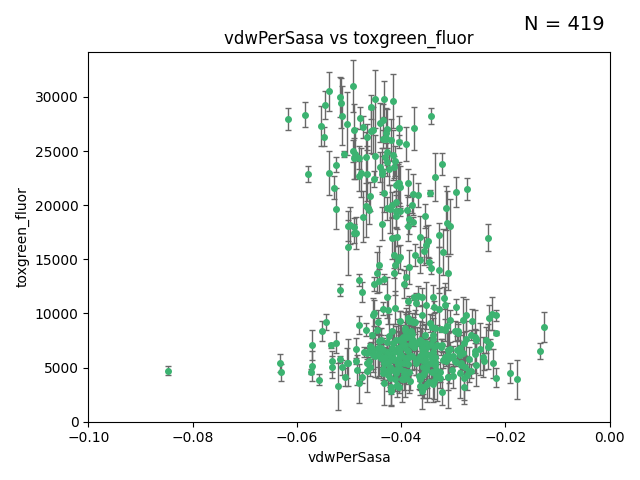 N = 419
vdwPerSasa vs toxgreen_fluor
toxgreen_fluor
30000
25000
20000
15000
10000
5000
0
−0.10 −0.08 −0.06 −0.04 −0.02 0.00
vdwPerSasa